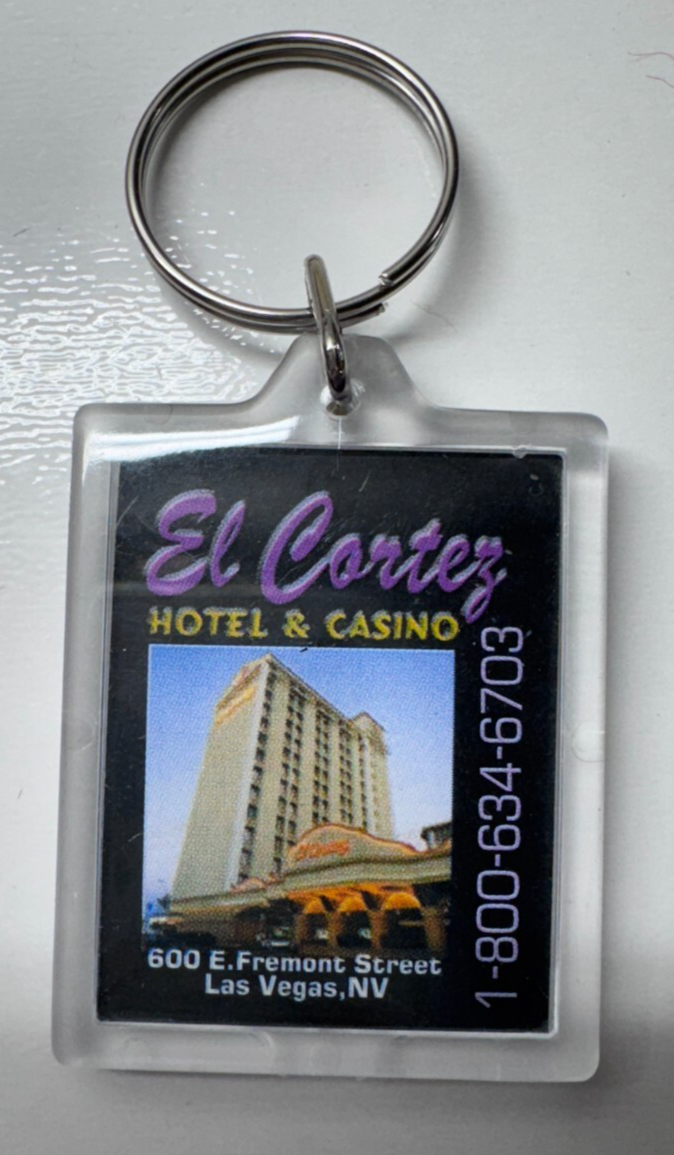 El Cortez
HOTEL & CASINO
1-800-634-6703
600 E.Fremont Street
Las Vegas,NV